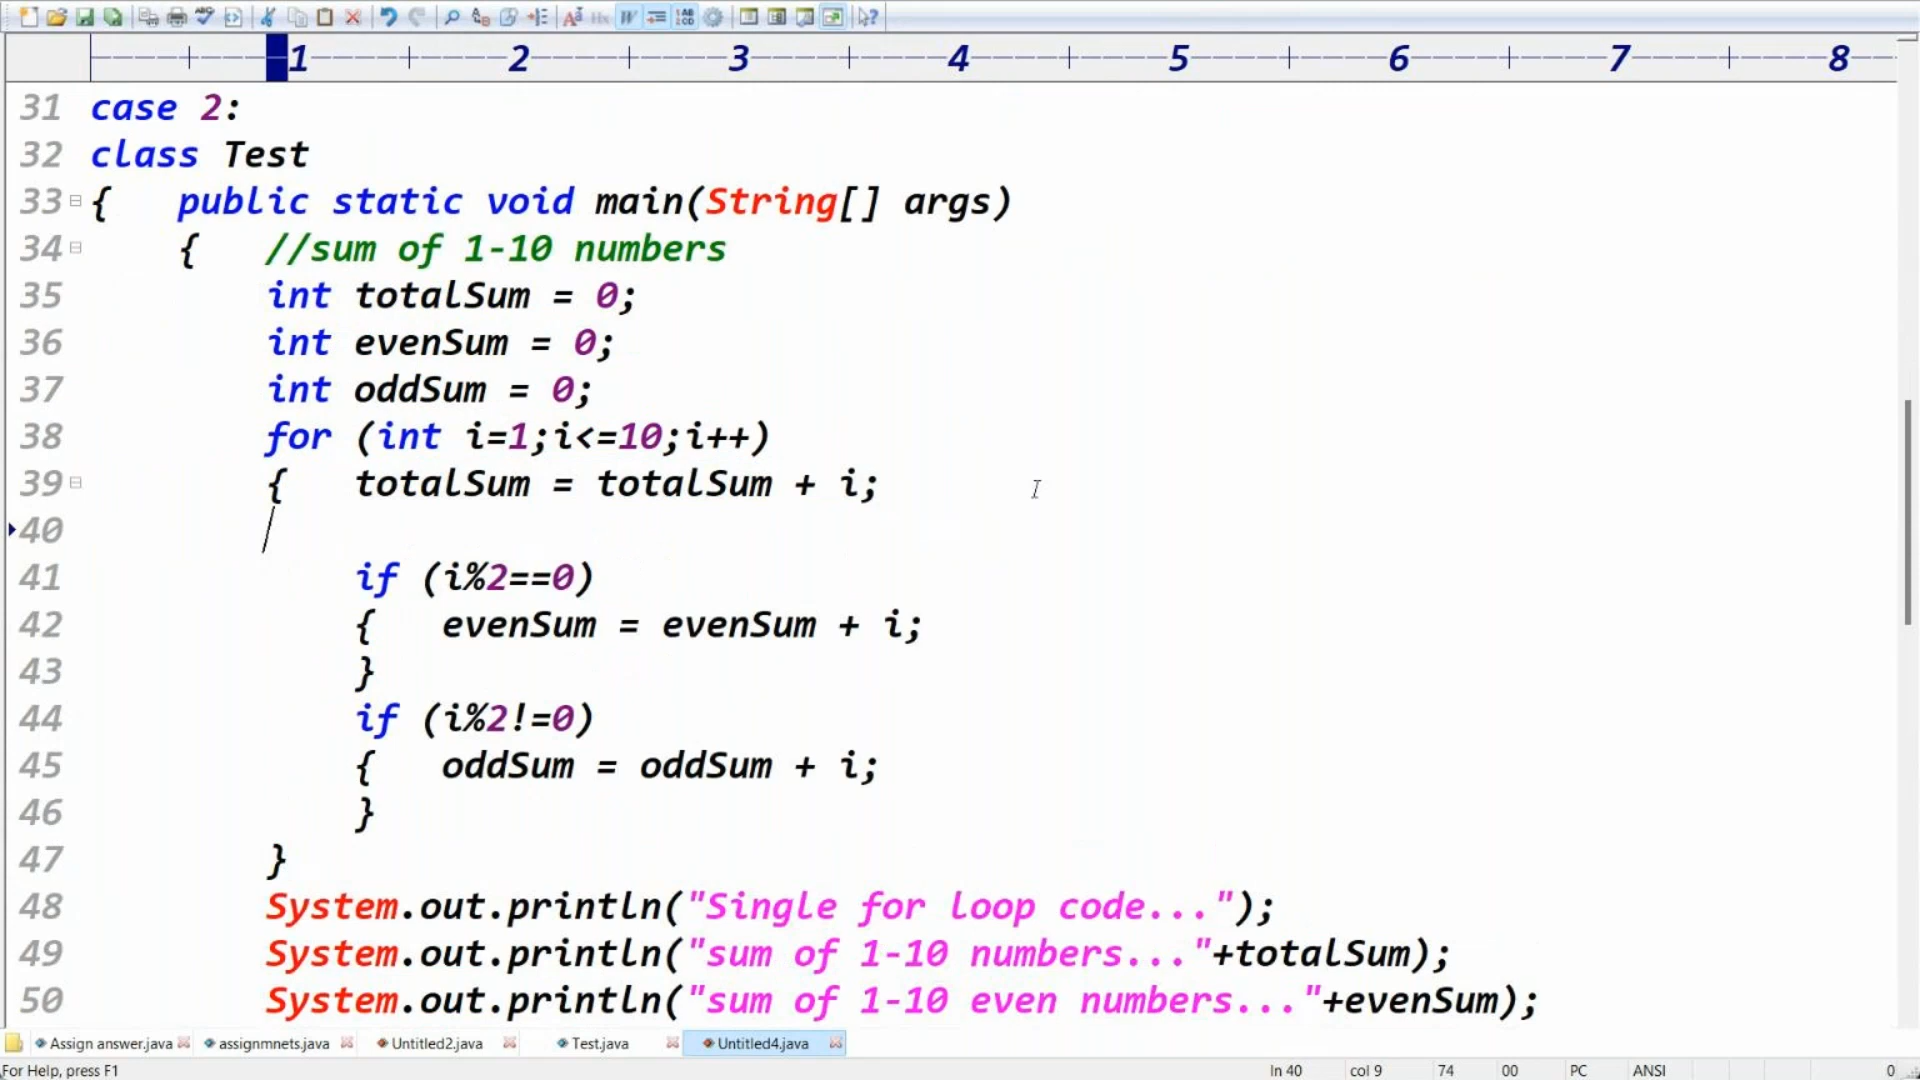 1 2 3 4 5 6 7 8
31 case 2:
32 class Test
33 {   public static void main(String[] args)
34     {   //sum of 1-10 numbers
35         int totalSum = 0;
36         int evenSum = 0;
37         int oddSum = 0;
38         for (int i=1;i<=10;i++)
39         {   totalSum = totalSum + i;
40
41             if (i%2==0)
42             {   evenSum = evenSum + i;
43             }
44             if (i%2!=0)
45             {   oddSum = oddSum + i;
46             }
47         }
48         System.out.println("Single for loop code...");
49         System.out.println("sum of 1-10 numbers..."+totalSum);
50         System.out.println("sum of 1-10 even numbers..."+evenSum);
Assign answer.java assignmnets.java Untitled2.java Test.java Untitled4.java
For Help, press F1 ln 40 col 9 74 00 PC ANSI 0